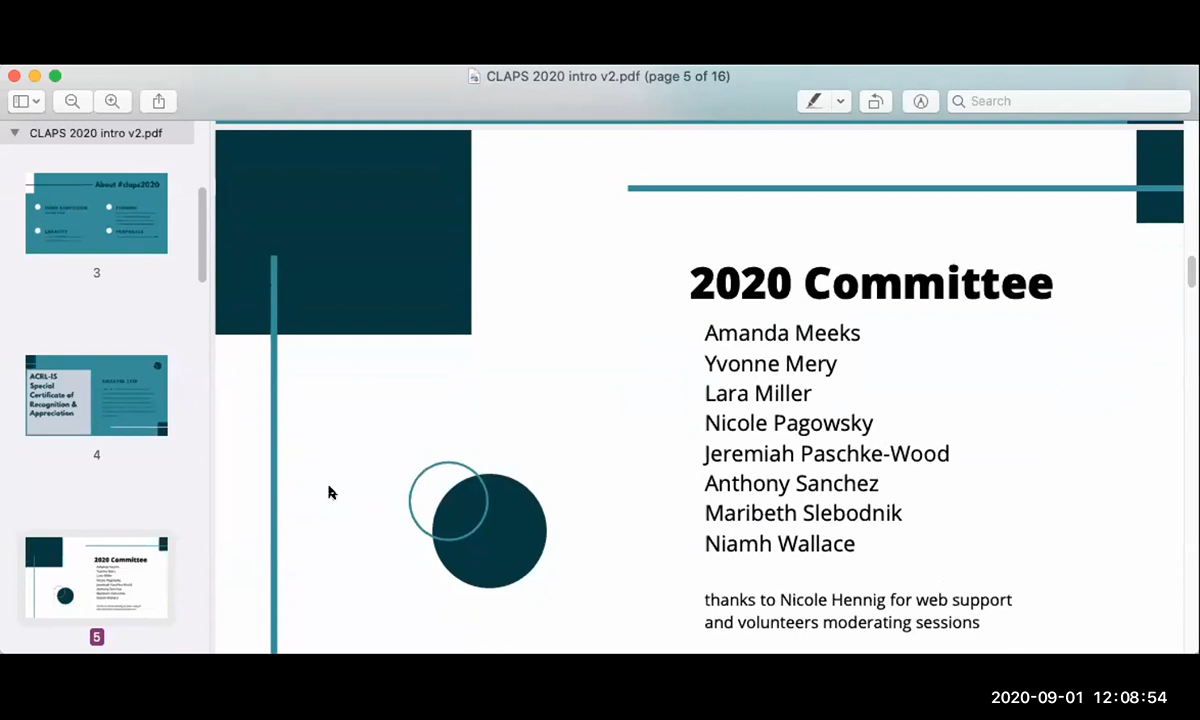 CLAPS 2020 intro v2.pdf (page 5 of 16)
Search
CLAPS 2020 intro v2.pdf
About #claps2020
3
ACRL-IS
Special
Certificate of
Recognition &
Appreciation
4
2020 Committee
5
2020 Committee
Amanda Meeks
Yvonne Mery
Lara Miller
Nicole Pagowsky
Jeremiah Paschke-Wood
Anthony Sanchez
Maribeth Slebodnik
Niamh Wallace
thanks to Nicole Hennig for web support
and volunteers moderating sessions
2020-09-01 12:08:54